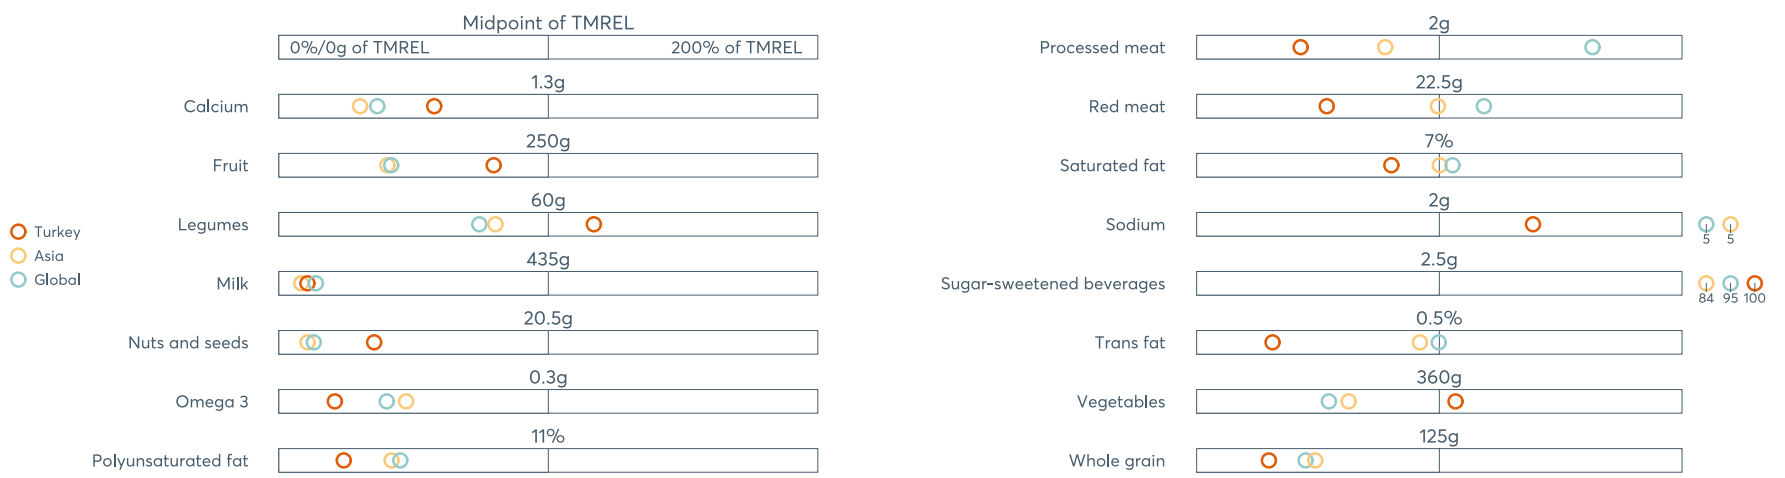 Midpoint of TMREL
0%/0g of TMREL 200% of TMREL
1.3g
Calcium
250g
Fruit
60g
Legumes
435g
Milk
20.5g
Nuts and seeds
0.3g
Omega 3
11%
Polyunsaturated fat
Turkey
Asia
Global
2g
Processed meat
22.5g
Red meat
7%
Saturated fat
2g
Sodium
5 5
2.5g
Sugar-sweetened beverages
84 95 100
0.5%
Trans fat
360g
Vegetables
125g
Whole grain